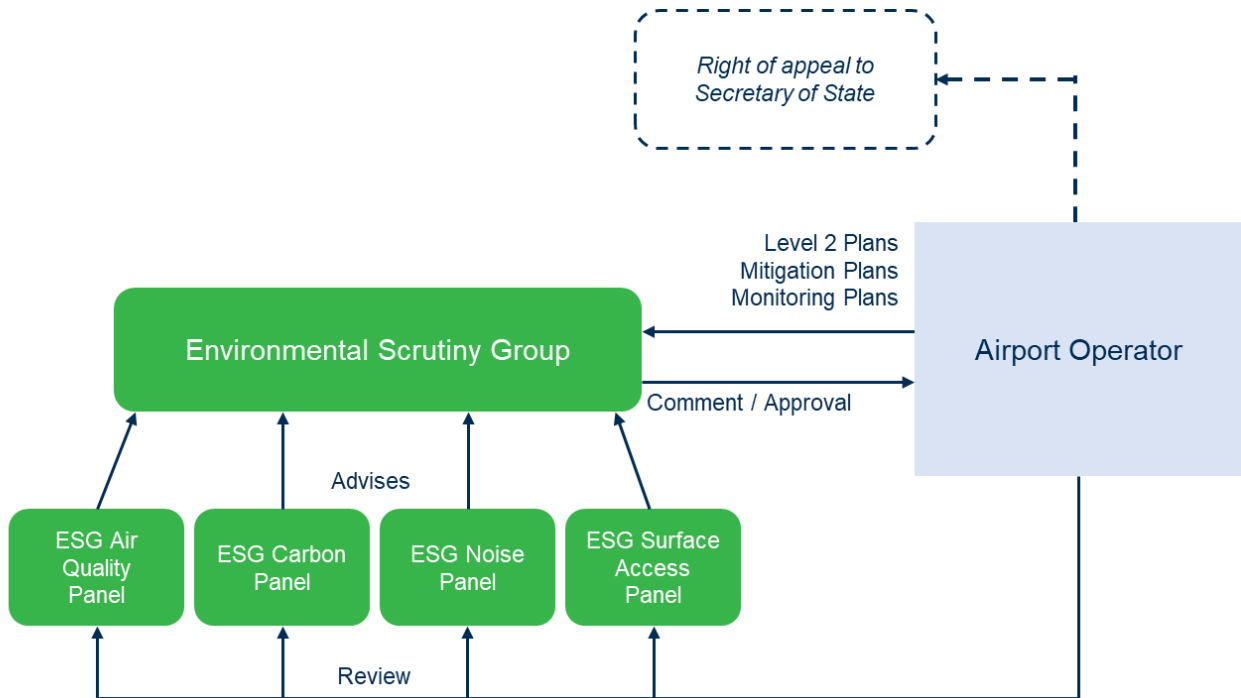 Right of appeal to
Secretary of State
Level 2 Plans
Mitigation Plans
Monitoring Plans
Environmental Scrutiny Group
Airport Operator
Comment / Approval
Advises
ESG Air
Quality
Panel
ESG Carbon
Panel
ESG Noise
Panel
ESG Surface
Access
Panel
Review